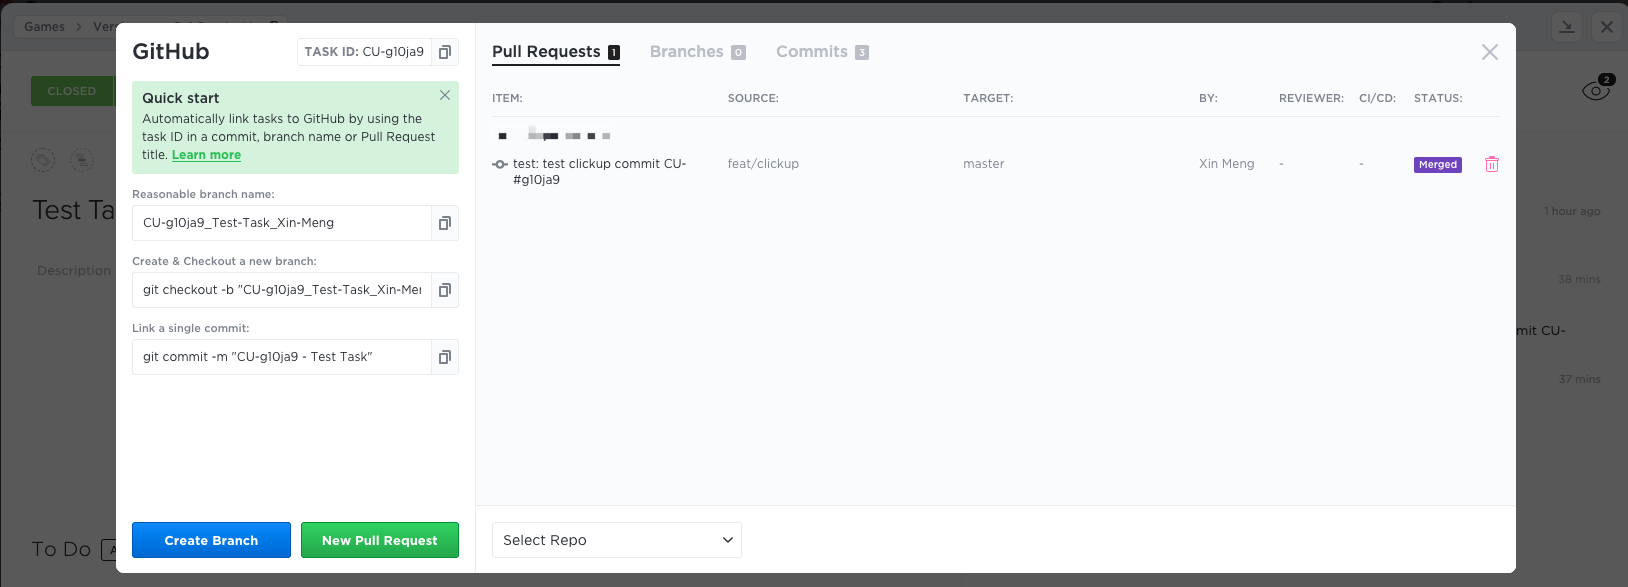 Games > Vers
GitHub
TASK ID: CU-g10ja9
Pull Requests 1
Branches 0
Commits 3
CLOSED
2
Quick start
Automatically link tasks to GitHub by using the
task ID in a commit, branch name or Pull Request
title. Learn more
ITEM: SOURCE: TARGET: BY: REVIEWER: CI/CD: STATUS:
test: test clickup commit CU- feat/clickup master Xin Meng - - Merged
#g10ja9
Reasonable branch name:
Test Ta
CU-g10ja9_Test-Task_Xin-Meng
1 hour ago
Create & Checkout a new branch:
Description
git checkout -b "CU-g10ja9_Test-Task_Xin-Mer
38 mins
Link a single commit:
mit CU-
git commit -m "CU-g10ja9 - Test Task"
37 mins
To Do
Create Branch
New Pull Request
Select Repo